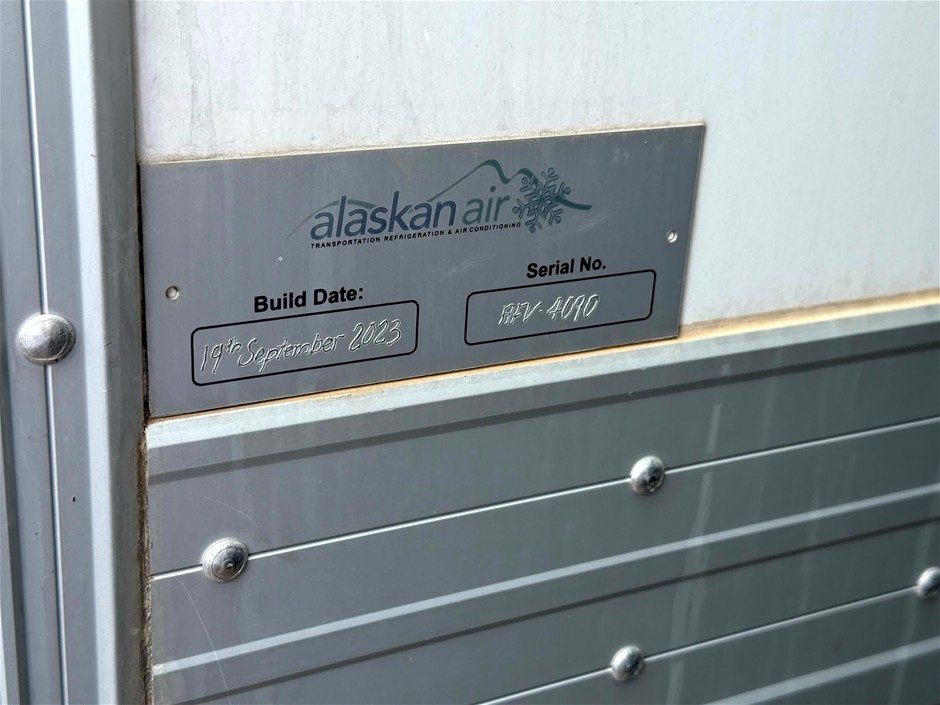 alaskan air
TRANSPORTATION REFRIGERATION & AIR CONDITIONING
Build Date:
19th September 2023
Serial No.
RFV-4090